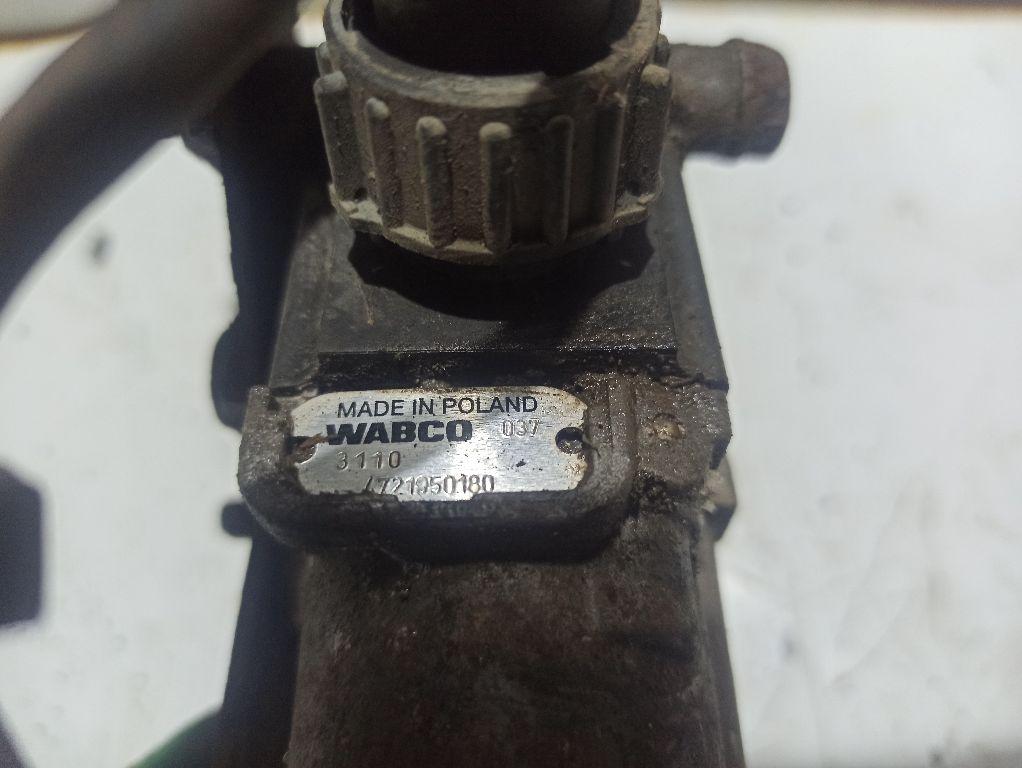 MADE IN POLAND
WABCO 037
3110
4721950180